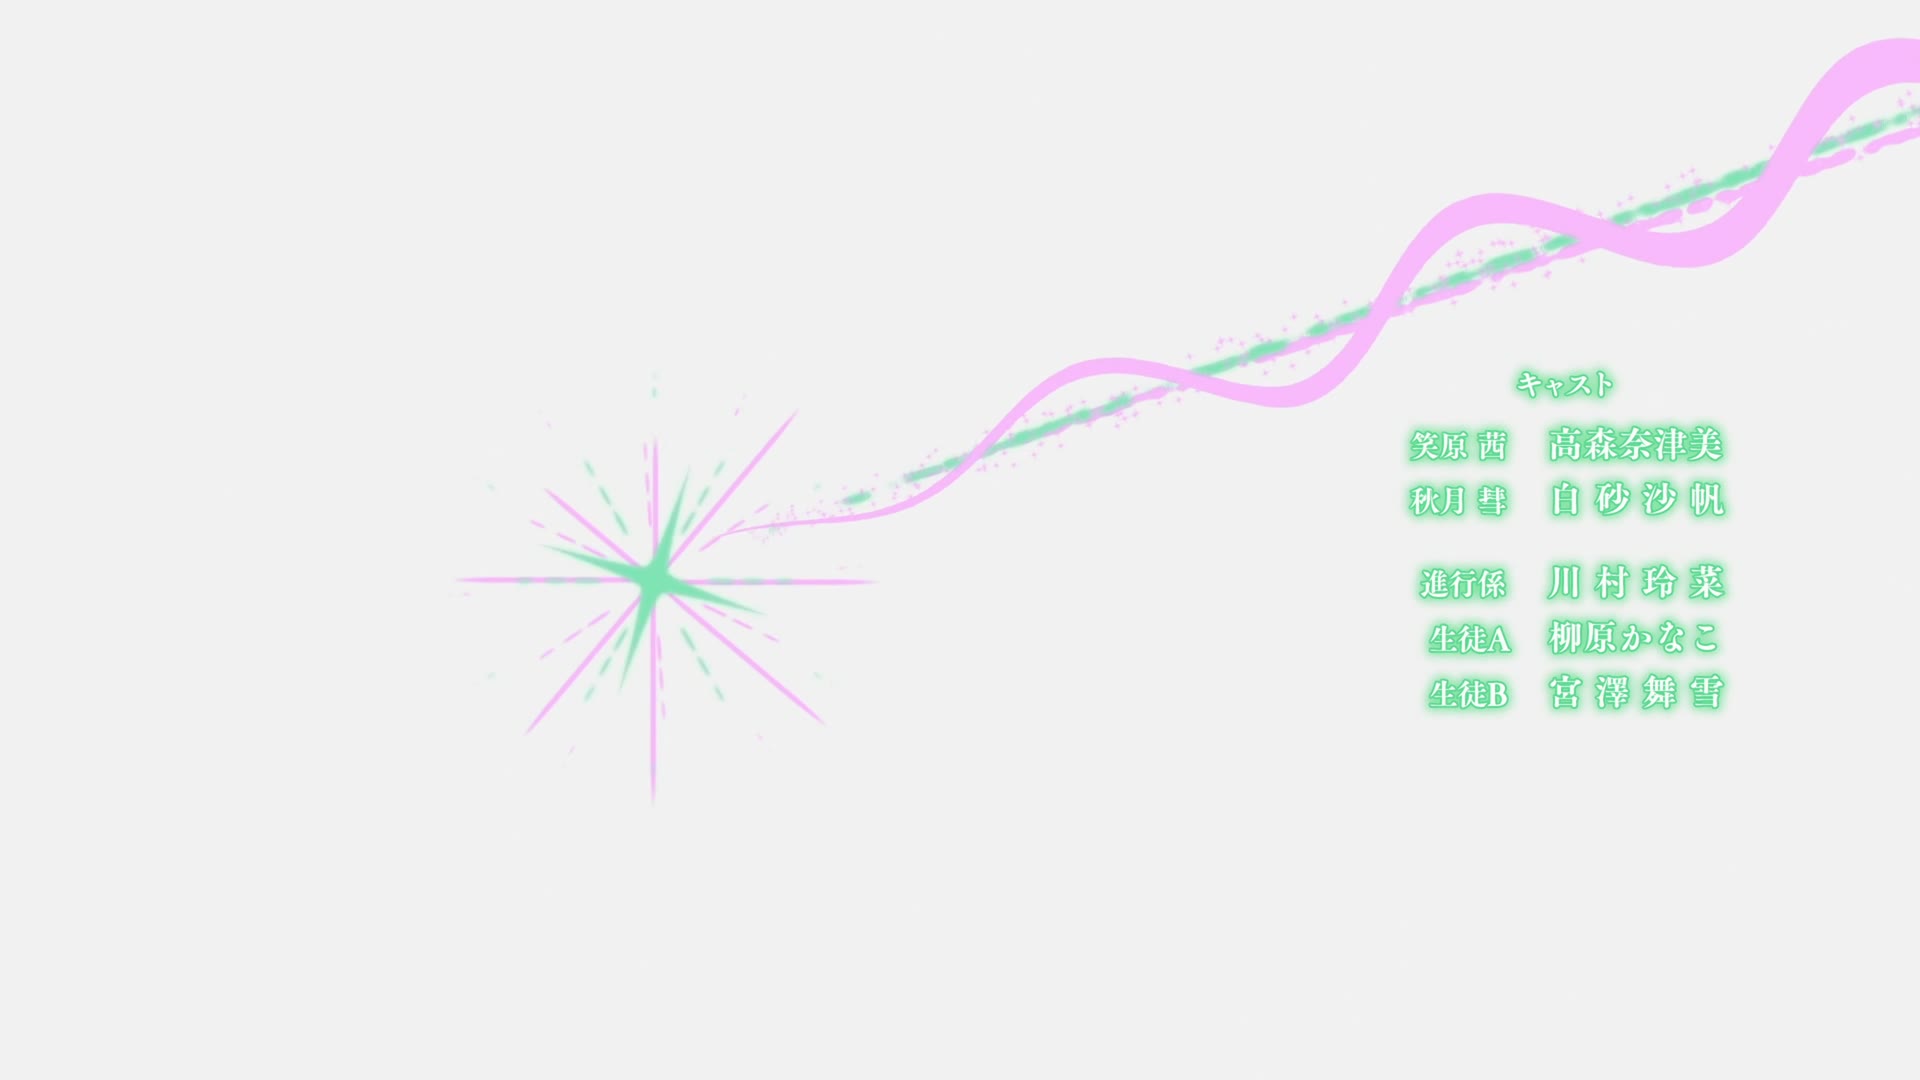 キャスト
笑原 茜 高森奈津美
秋月 彗 白砂沙帆
進行係 川村玲菜
生徒A 柳原かなこ
生徒B 宮澤舞雪